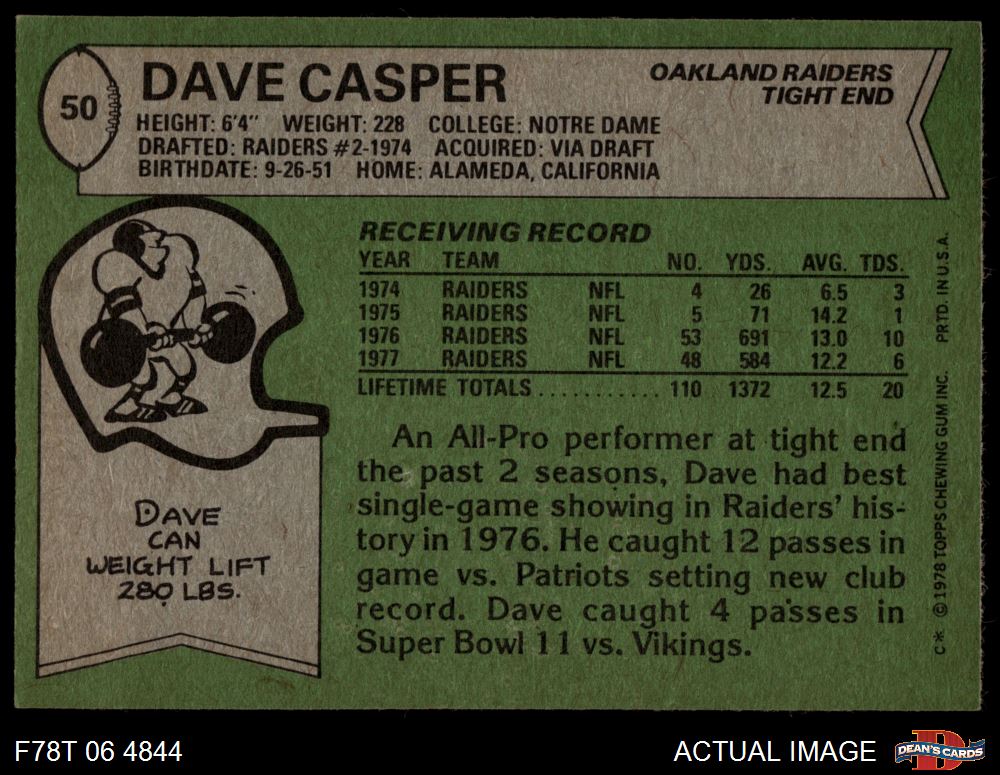 50
DAVE CASPER
OAKLAND RAIDERS
TIGHT END
HEIGHT: 6'4" WEIGHT: 228 COLLEGE: NOTRE DAME
DRAFTED: RAIDERS #2-1974 ACQUIRED: VIA DRAFT
BIRTHDATE: 9-26-51 HOME: ALAMEDA, CALIFORNIA
RECEIVING RECORD
YEAR TEAM NO. YDS. AVG. TDS.
1974 RAIDERS NFL 4 26 6.5 3
1975 RAIDERS NFL 5 71 14.2 1
1976 RAIDERS NFL 53 691 13.0 10
1977 RAIDERS NFL 48 584 12.2 6
LIFETIME TOTALS........... 110 1372 12.5 20
An All-Pro performer at tight end
the past 2 seasons, Dave had best
single-game showing in Raiders' his-
tory in 1976. He caught 12 passes in
game vs. Patriots setting new club
record. Dave caught 4 passes in
Super Bowl 11 vs. Vikings.
DAVE
CAN
WEIGHT LIFT
280 LBS.
C* © 1978 TOPPS CHEWING GUM INC. PRTD. IN U.S.A.
F78T 06 4844
ACTUAL IMAGE
D
DEAN'S CARDS